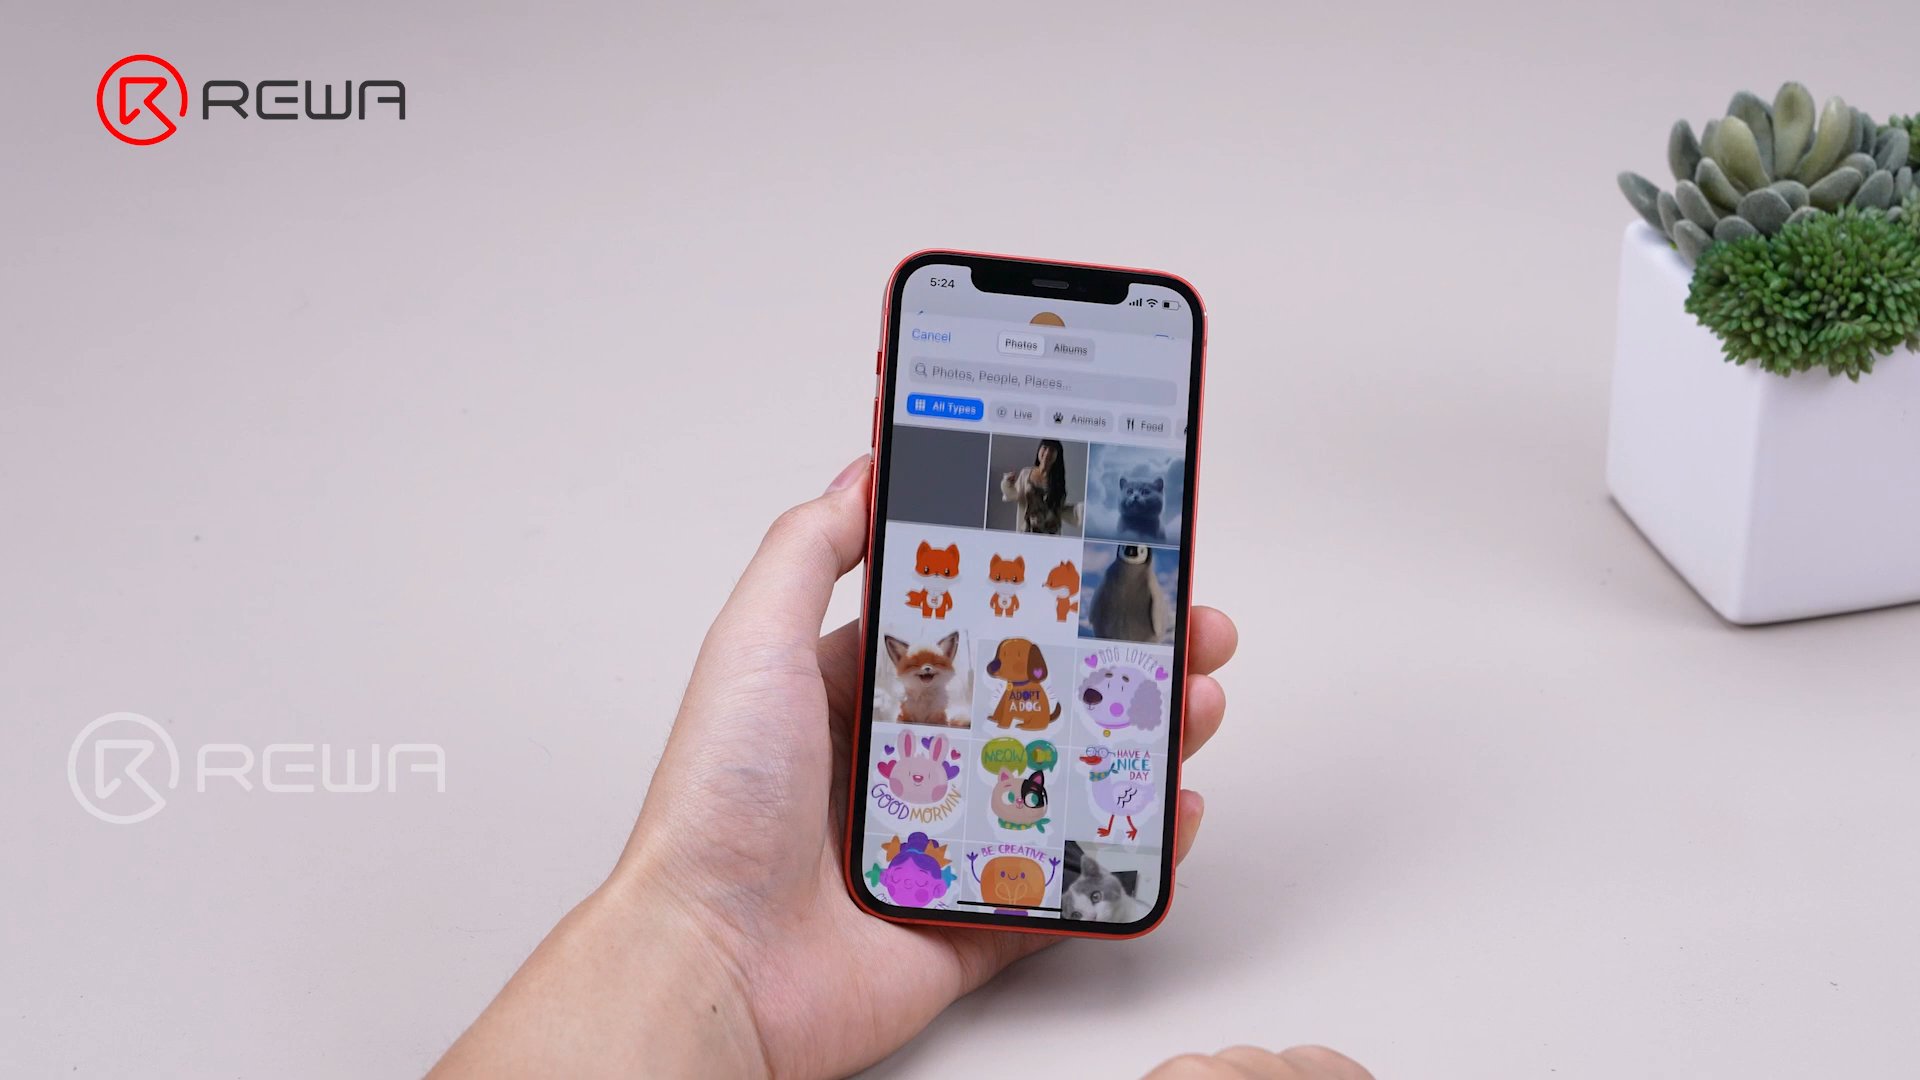 REWA
5:24
Cancel
Photos Albums
Photos, People, Places...
All Types Live Animals Food
ADOPT
A DOG
DOG LOVER
GOOD MORNIN'
MEOW
HAVE A
NICE
DAY
BE CREATIVE
REWA